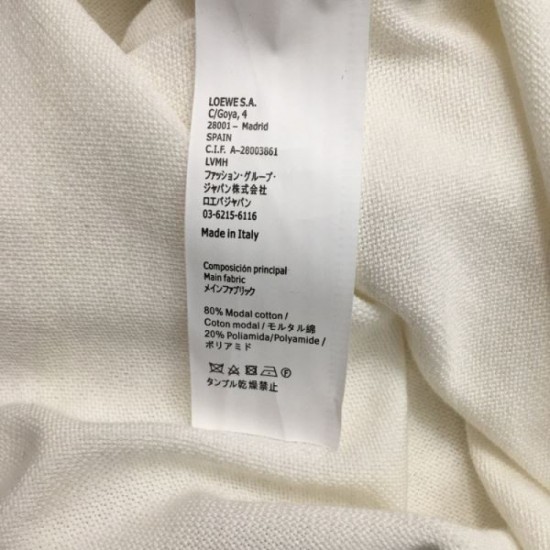 LOEWE S.A.
C/Goya, 4
28001 – Madrid
SPAIN
C.I.F. A–28003861
LVMH
ファッション・グループ・
ジャパン株式会社
ロエバジャパン
03-6215-6116
Made in Italy
Composición principal
Main fabric
メインファブリック
80% Modal cotton /
Coton modal / モルタル綿
20% Poliamida/Polyamide /
ポリアミド
タンブル乾燥禁止